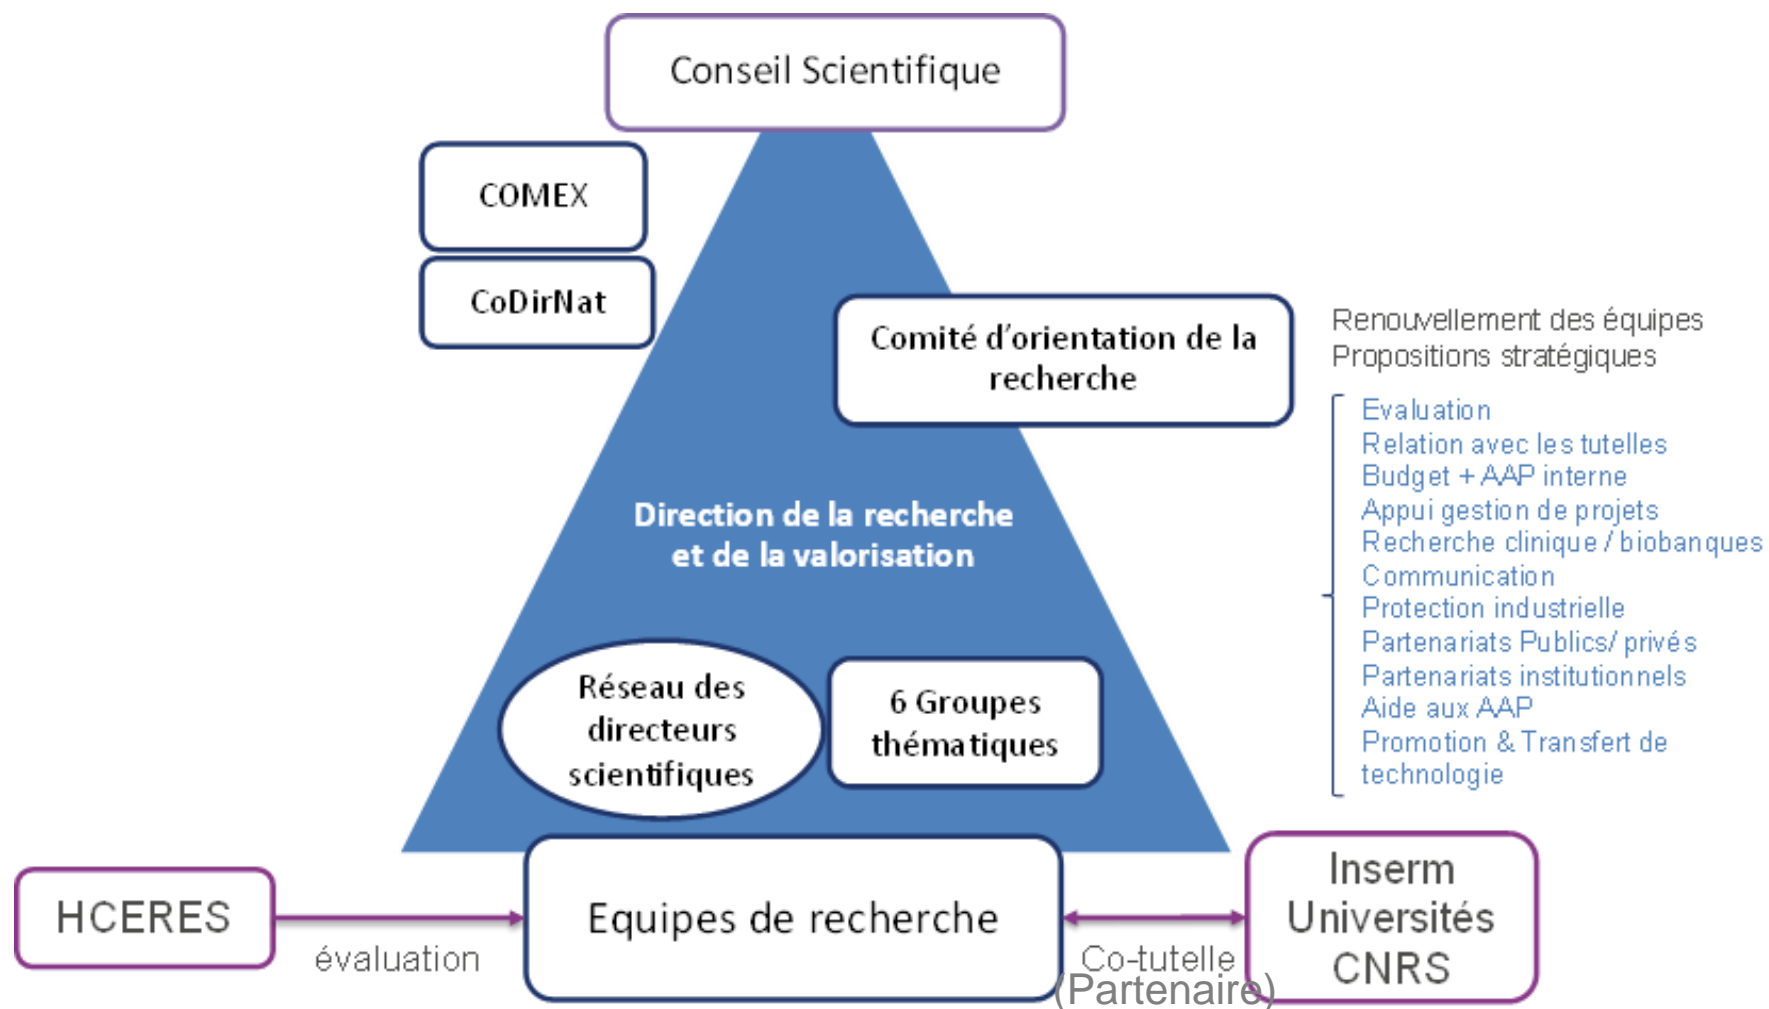 Conseil Scientifique
COMEX
CoDirNat
Comité d'orientation de la
recherche
Renouvellement des équipes
Propositions stratégiques
Evaluation
Relation avec les tutelles
Budget + AAP interne
Appui gestion de projets
Recherche clinique / biobanques
Communication
Protection industrielle
Partenariats Publics/ privés
Partenariats institutionnels
Aide aux AAP
Promotion & Transfert de
technologie
Direction de la recherche
et de la valorisation
Réseau des
directeurs
scientifiques
6 Groupes
thématiques
HCERES
évaluation
Equipes de recherche
Co-tutelle
(Partenaire)
Inserm
Universités
CNRS